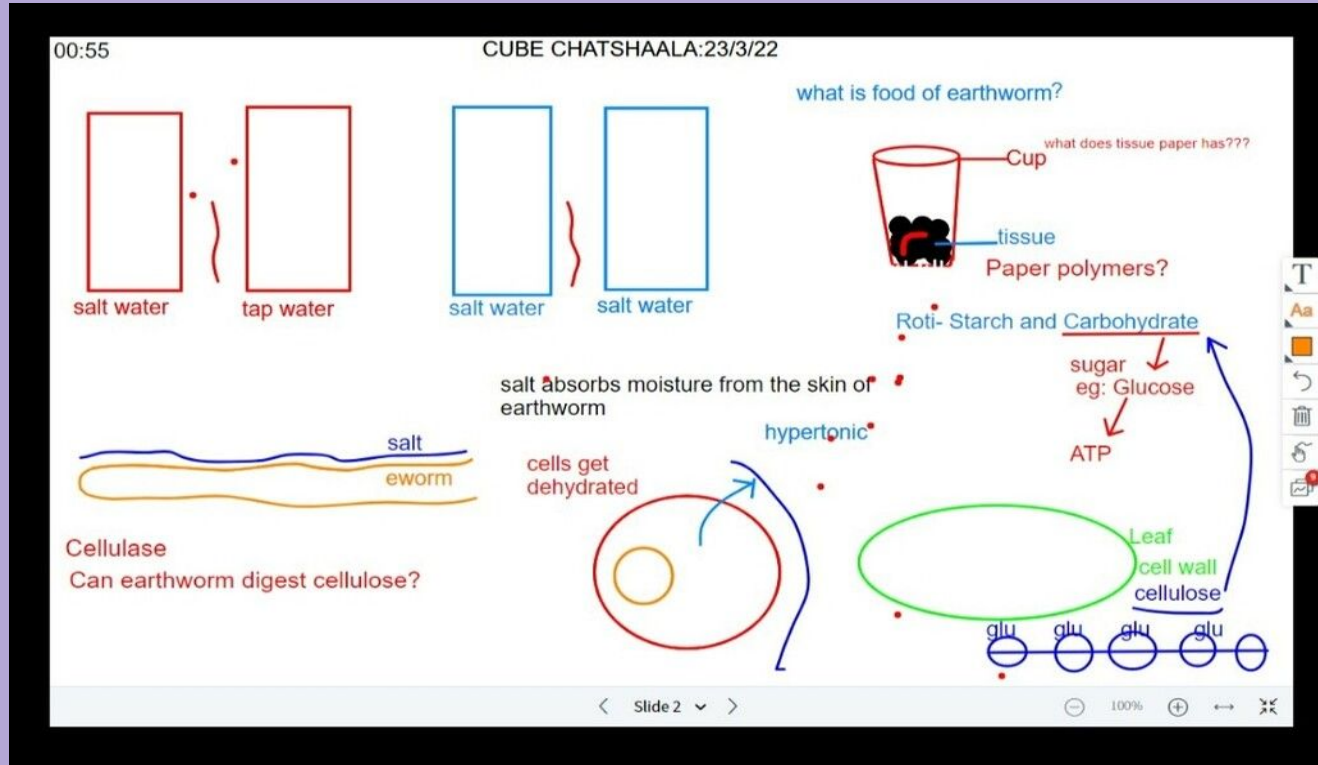 00:55
CUBE CHATSHAALA:23/3/22
what is food of earthworm?
what does tissue paper has???
Cup
tissue
Paper polymers?
salt water
tap water
salt water
salt water
Roti- Starch and Carbohydrate
sugar
eg: Glucose
ATP
salt absorbs moisture from the skin of
earthworm
hypertonic
salt
eworm
cells get
dehydrated
Cellulase
Can earthworm digest cellulose?
Leaf
cell wall
cellulose
glu glu glu glu
Slide 2
100%
T
Aa
9